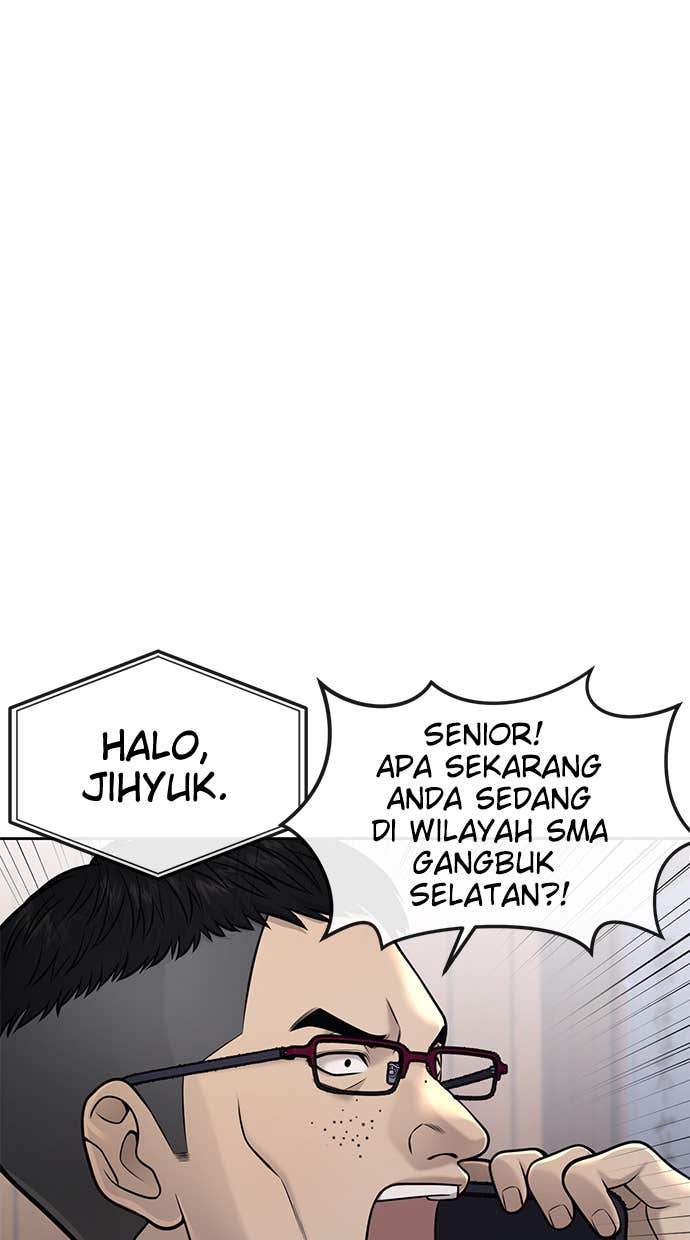 HALO,
JIHYUK.
SENIOR!
APA SEKARANG
ANDA SEDANG
DI WILAYAH SMA
GANGBUK
SELATAN?!